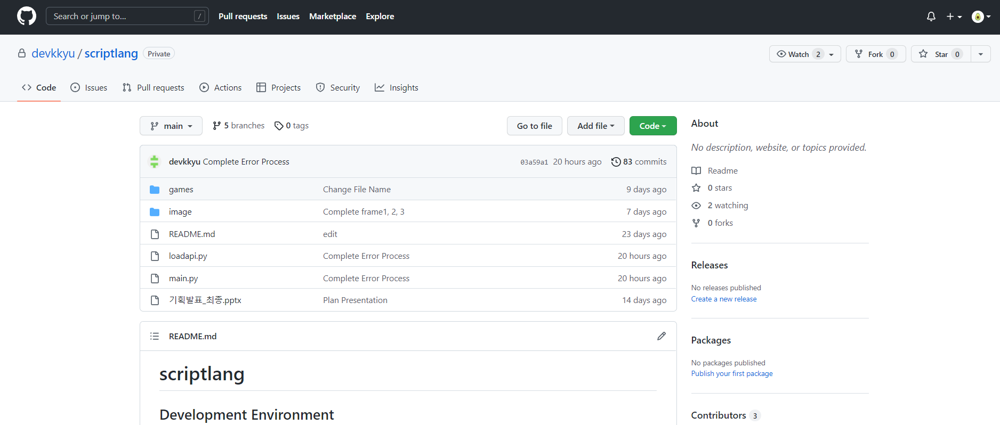 Search or jump to... /
Pull requests Issues Marketplace Explore
devkkyu / scriptlang Private
Watch 2
Fork 0
Star 0
Code Issues Pull requests Actions Projects Security Insights
main 5 branches 0 tags
Go to file Add file Code
devkkyu Complete Error Process 03a59a1 20 hours ago 83 commits
games Change File Name 9 days ago
image Complete frame1, 2, 3 7 days ago
README.md edit 23 days ago
loadapi.py Complete Error Process 20 hours ago
main.py Complete Error Process 20 hours ago
기획발표_최종.pptx Plan Presentation 14 days ago
README.md
scriptlang
Development Environment
About
No description, website, or topics provided.
Readme
0 stars
2 watching
0 forks
Releases
No releases published
Create a new release
Packages
No packages published
Publish your first package
Contributors 3